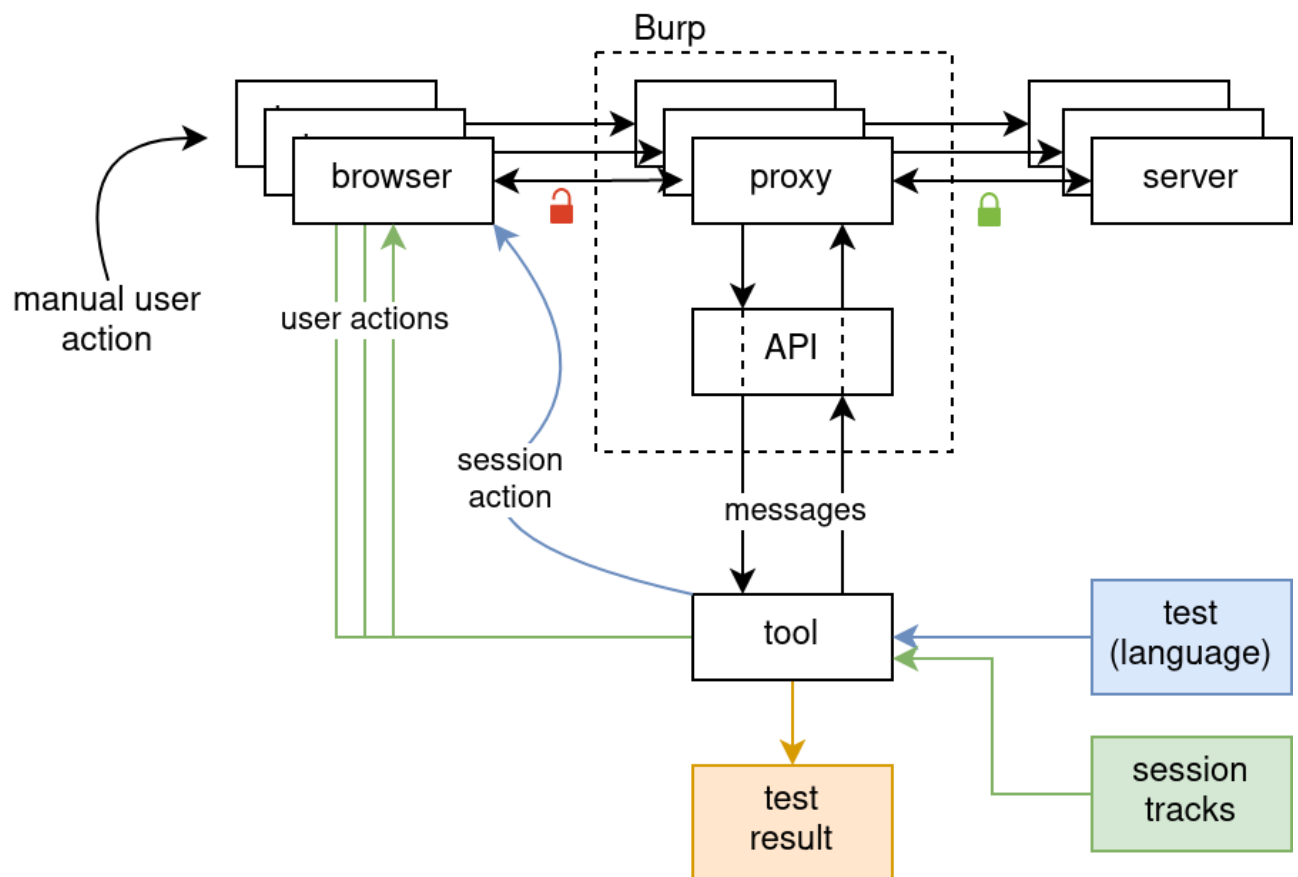 Burp
browser
proxy
server
manual user
action
user actions
API
session
action
messages
tool
test
(language)
session
tracks
test
result